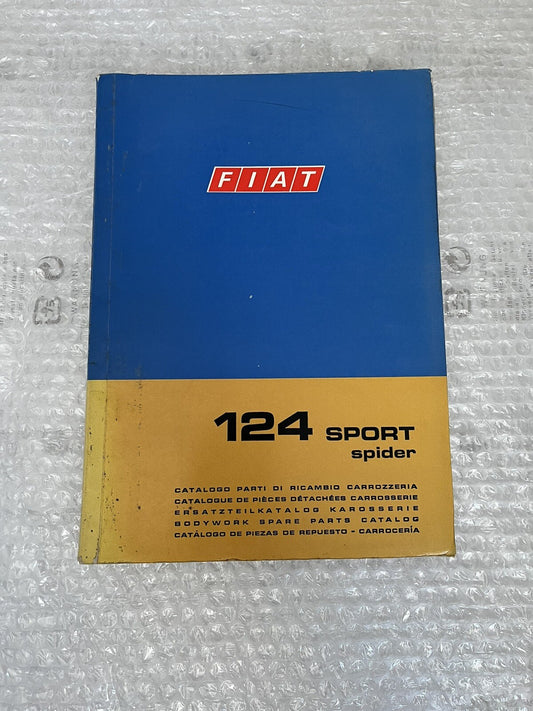 FIAT
124 SPORT
spider
CATALOGO PARTI DI RICAMBIO CARROZZERIA
CATALOGUE DE PIÈCES DÉTACHÉES CARROSSERIE
ERSATZTEILKATALOG KAROSSERIE
BODYWORK SPARE PARTS CATALOG
CATÁLOGO DE PIEZAS DE REPUESTO - CARROCERÍA